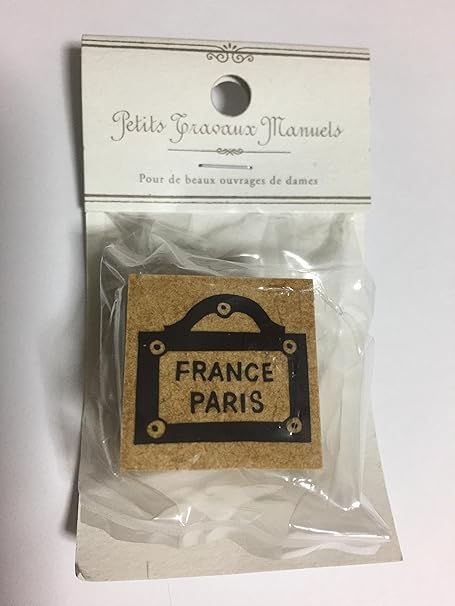 Petits Travaux Manuels
Pour de beaux ouvrages de dames
FRANCE
PARIS